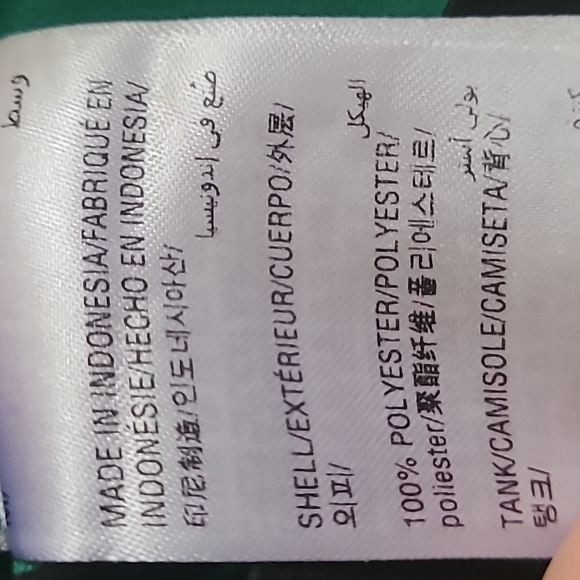 وسط
MADE IN INDONESIA/FABRIQUÉ EN
INDONÉSIE/HECHO EN INDONESIA/
印尼制造/인도네시아산/
صنع في اندونيسيا
SHELL/EXTÉRIEUR/CUERPO/外層/
외피/
الهيكل
100% POLYESTER/POLYESTER/
poliester/聚酯纤维/폴리에스테르/
بولي أستر
TANK/CAMISOLE/CAMISETA/背心/
탱크/